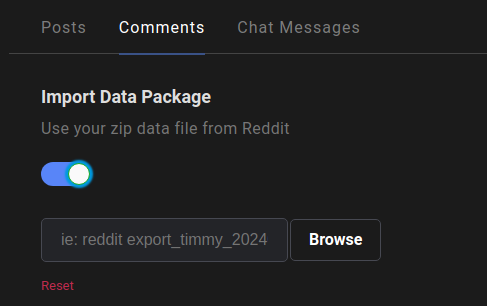 Posts Comments Chat Messages
Import Data Package
Use your zip data file from Reddit
ie: reddit export_timmy_2024 Browse
Reset